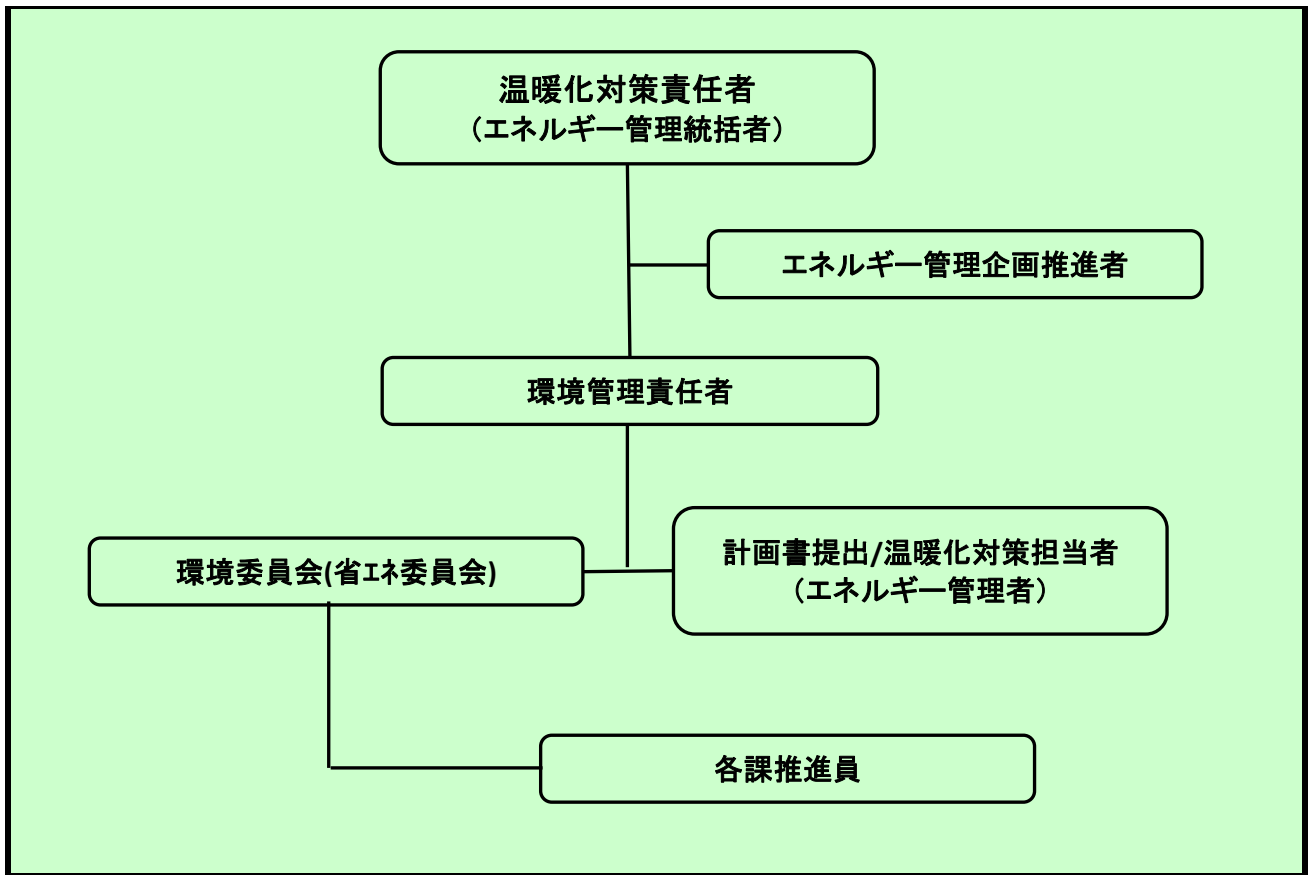 温暖化対策責任者
（エネルギー管理統括者）
エネルギー管理企画推進者
環境管理責任者
環境委員会(省ｴﾈ委員会)
計画書提出/温暖化対策担当者
（エネルギー管理者）
各課推進員